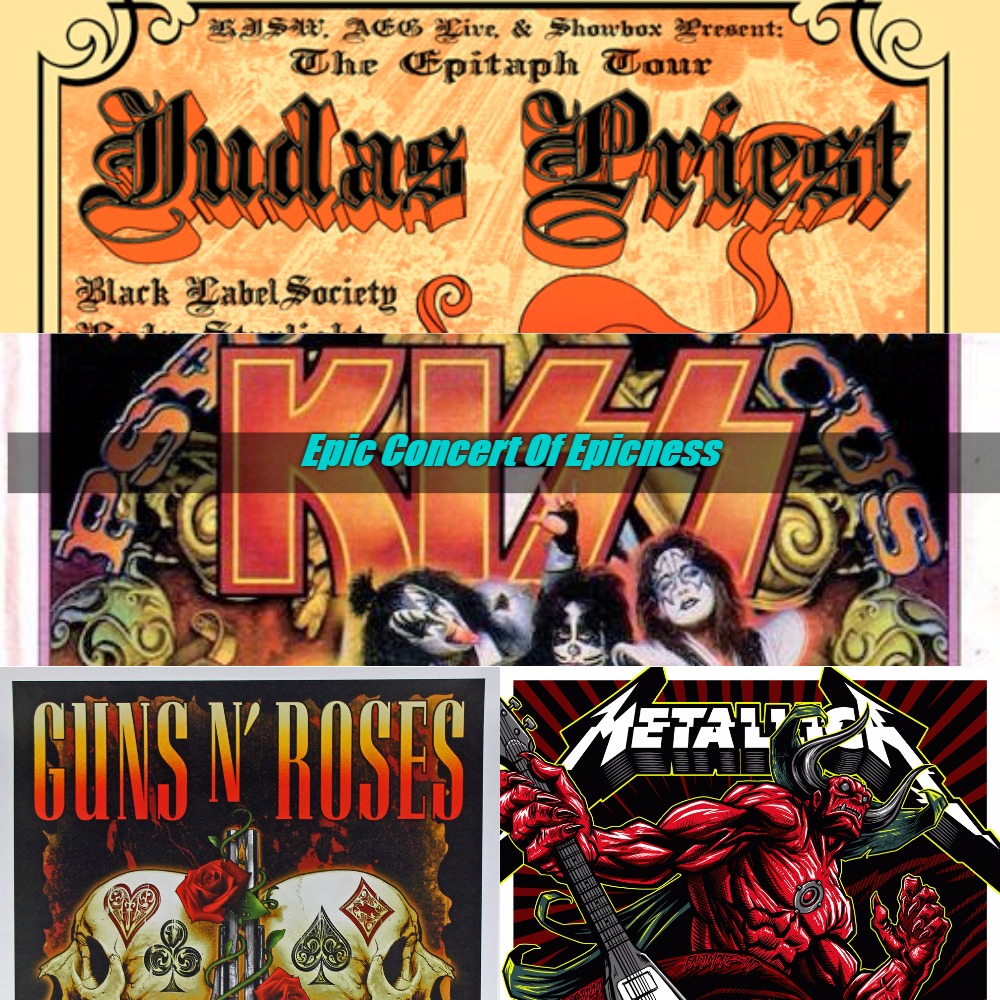 KISW, AEG Live, & Showbox Present:
The Epitaph Tour
Judas Priest
Black Label Society
KISS
Epic Concert Of Epicness
GUNS N' ROSES
METALLICA